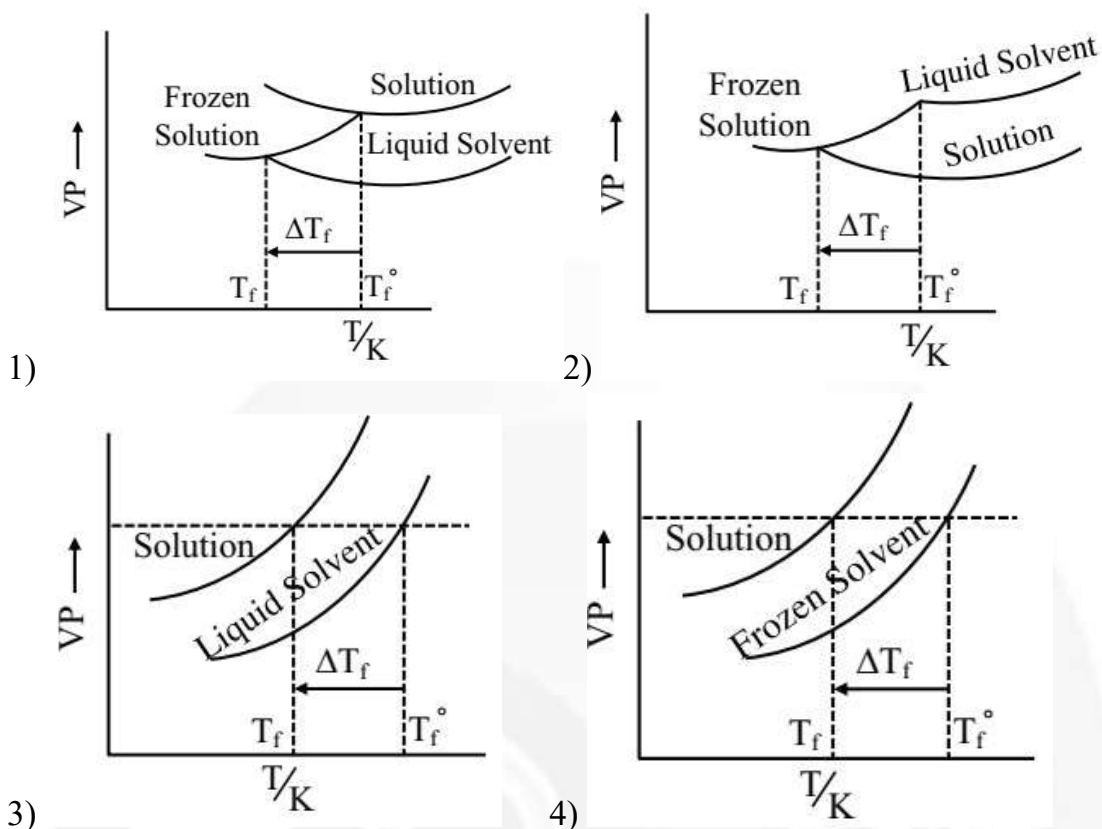 Frozen
Solution
Solution
Liquid Solvent
VP
ΔTf
Tf
Tf°
T/K
1)
Frozen
Solution
Liquid Solvent
Solution
VP
ΔTf
Tf
Tf°
T/K
2)
Solution
Liquid Solvent
VP
ΔTf
Tf
Tf°
T/K
3)
Solution
Frozen Solvent
VP
ΔTf
Tf
Tf°
T/K
4)